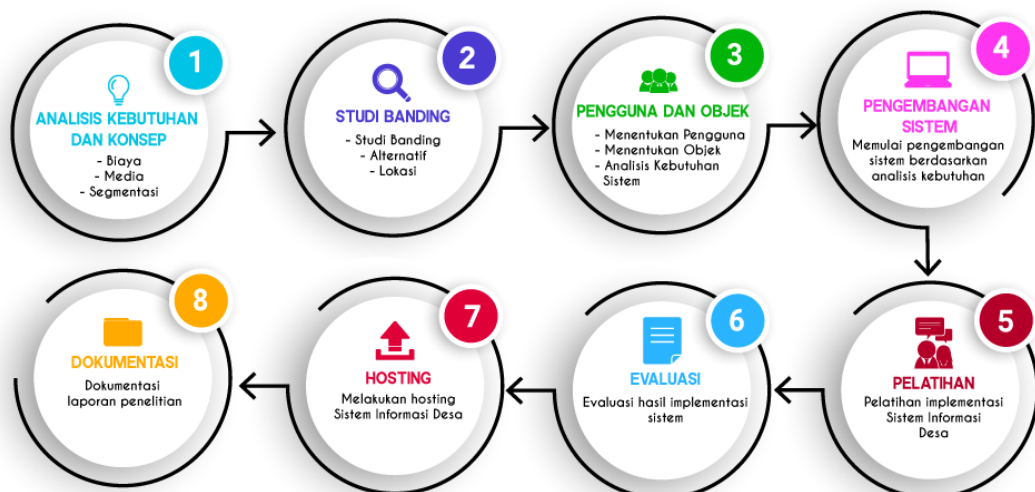 1
ANALISIS KEBUTUHAN
DAN KONSEP
- Biaya
- Media
- Segmentasi
2
STUDI BANDING
- Studi Banding
- Alternatif
- Lokasi
3
PENGGUNA DAN OBJEK
- Menentukan Pengguna
- Menentukan Objek
- Analisis Kebutuhan
Sistem
4
PENGEMBANGAN
SISTEM
Memulai pengembangan
sistem berdasarkan
analisis kebutuhan
5
PELATIHAN
Pelatihan implementasi
Sistem Informasi
Desa
6
EVALUASI
Evaluasi hasil implementasi
sistem
7
HOSTING
Melakukan hosting
Sistem Informasi Desa
8
DOKUMENTASI
Dokumentasi
laporan penelitian